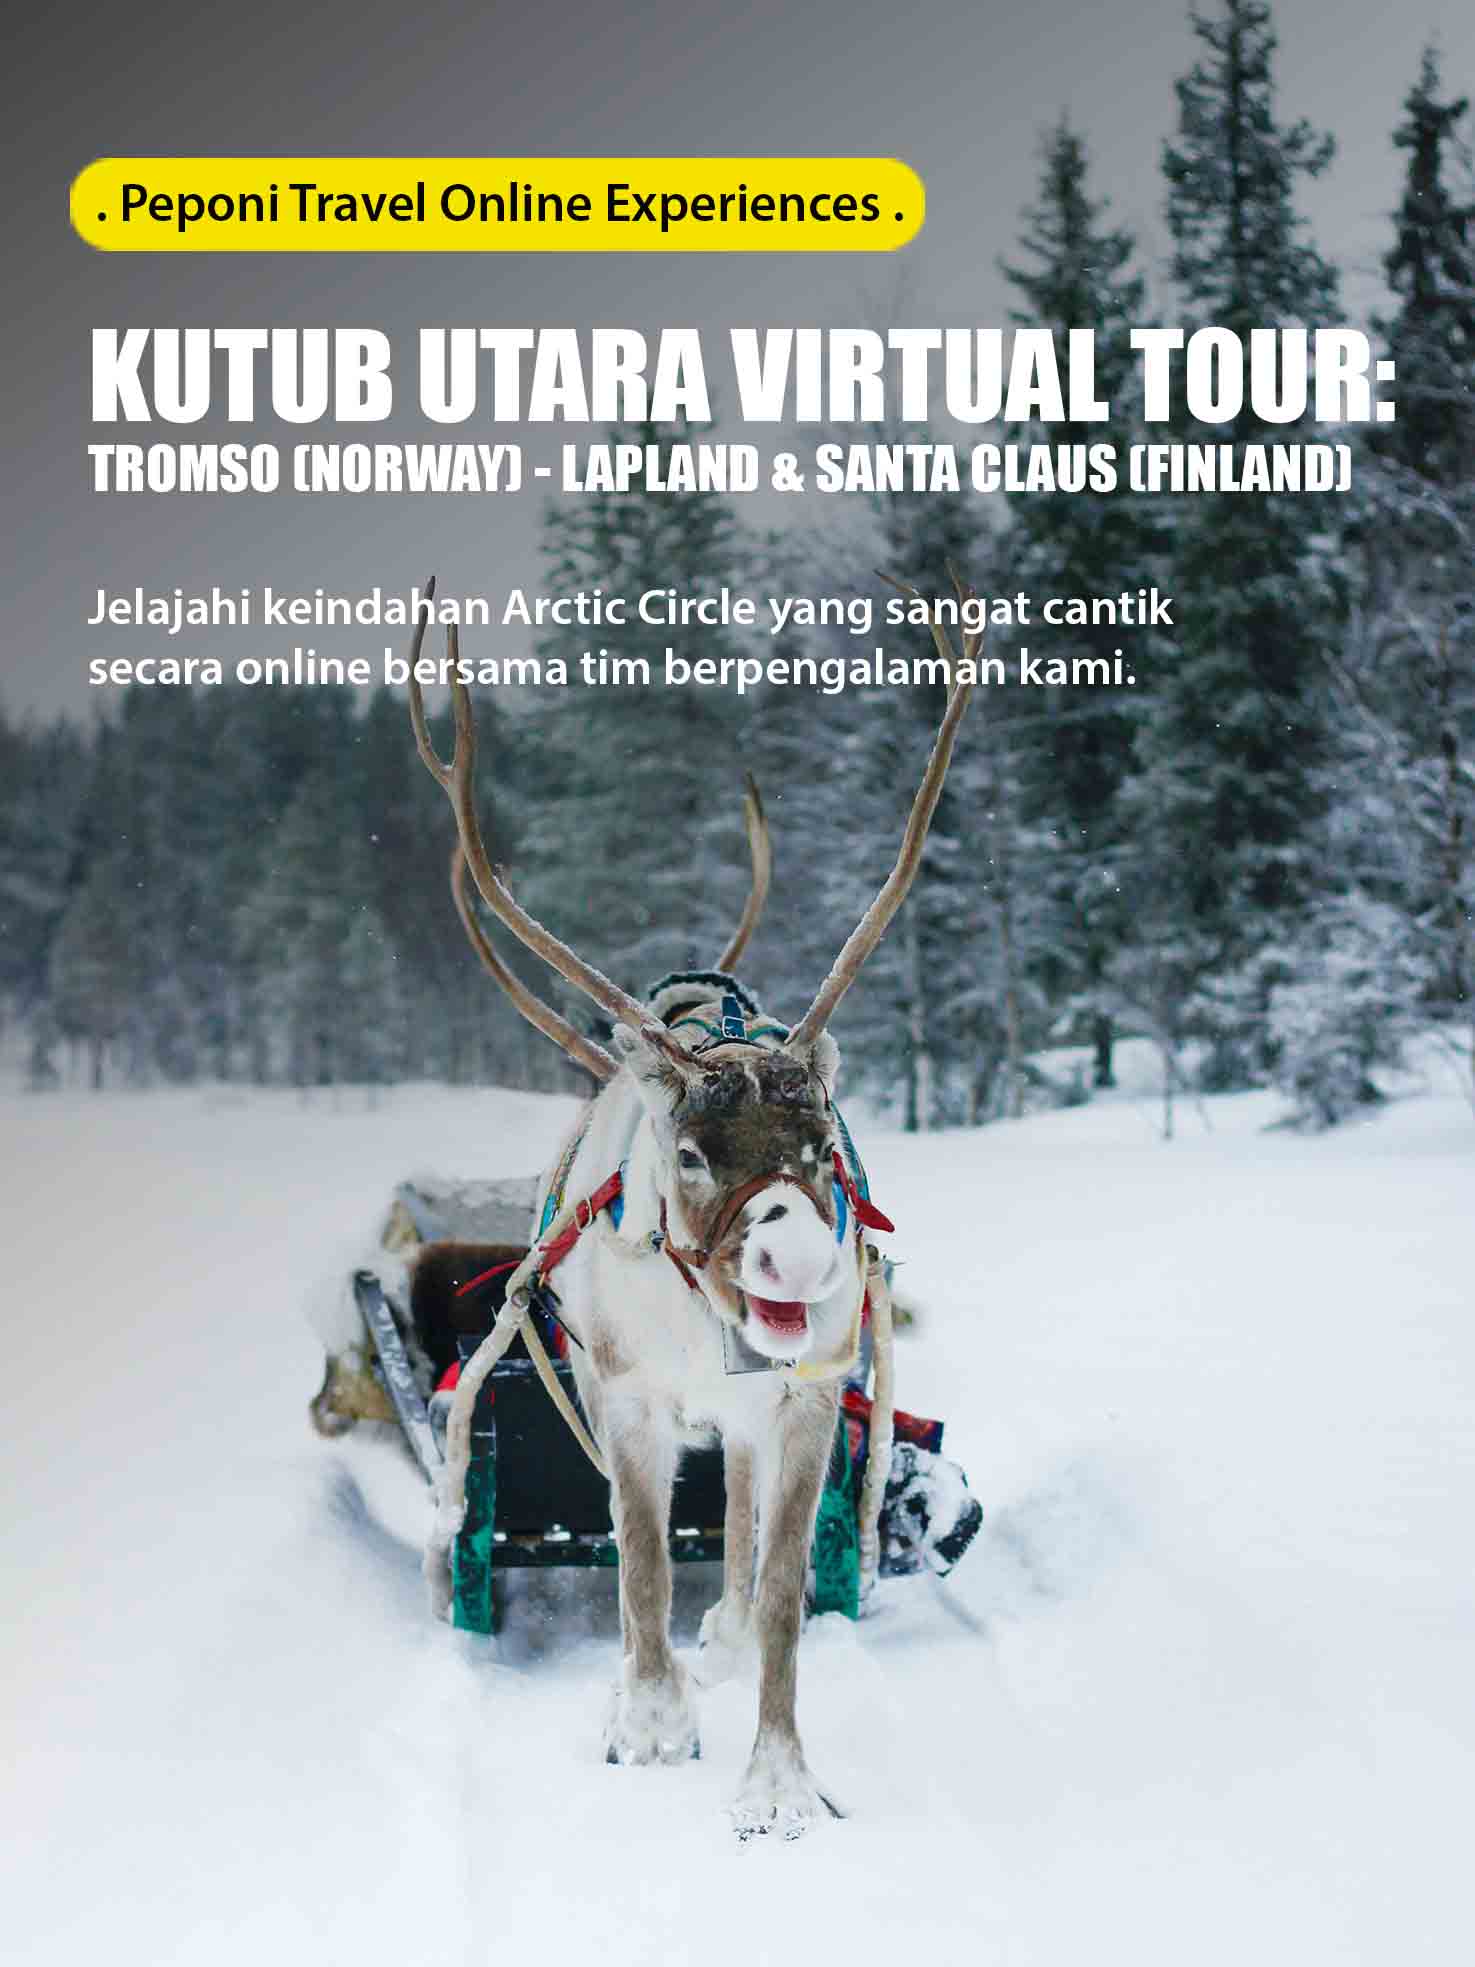 . Peponi Travel Online Experiences .
KUTUB UTARA VIRTUAL TOUR:
TROMSO (NORWAY) - LAPLAND & SANTA CLAUS (FINLAND)
Jelajahi keindahan Arctic Circle yang sangat cantik
secara online bersama tim berpengalaman kami.